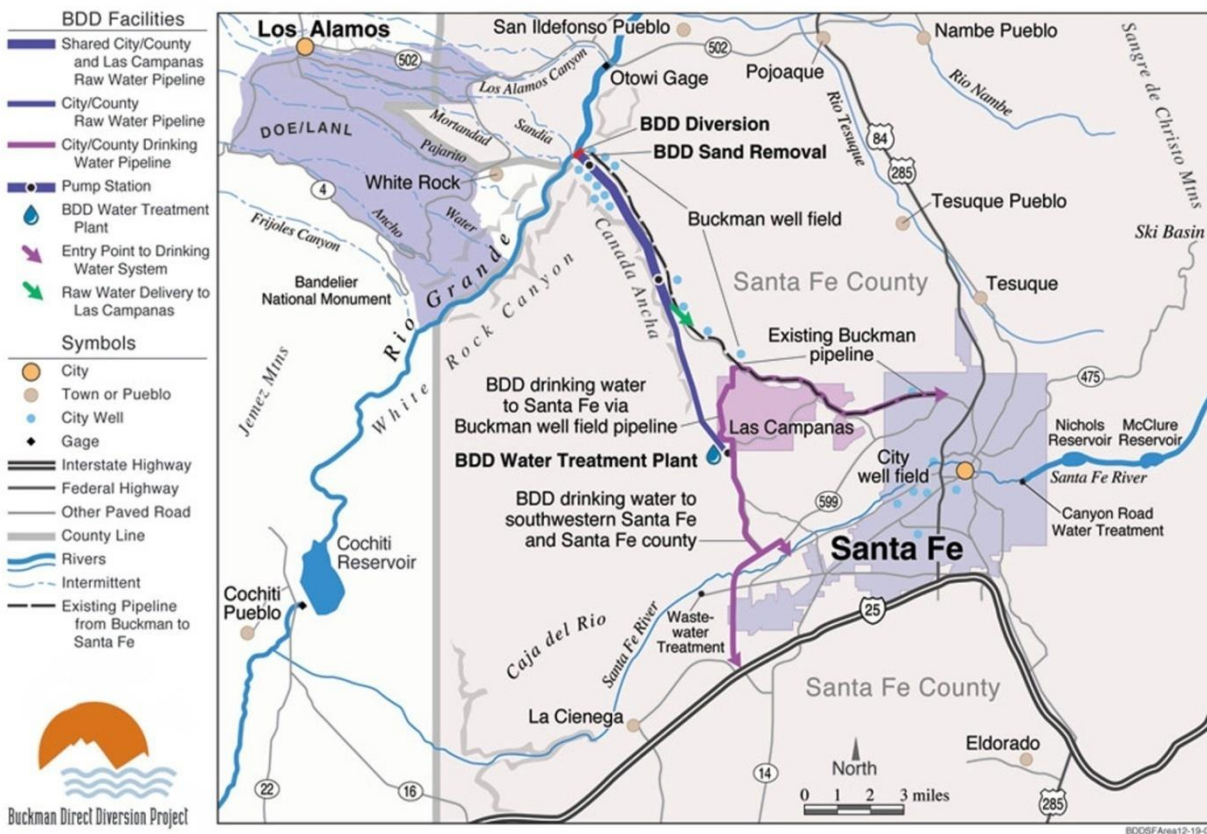 BDD Facilities
Shared City/County
and Las Campanas
Raw Water Pipeline
City/County
Raw Water Pipeline
City/County Drinking
Water Pipeline
Pump Station
BDD Water Treatment
Plant
Entry Point to Drinking
Water System
Raw Water Delivery to
Las Campanas
Symbols
City
Town or Pueblo
City Well
Gage
Interstate Highway
Federal Highway
Other Paved Road
County Line
Rivers
Intermittent
Existing Pipeline
from Buckman to
Santa Fe
Buckman Direct Diversion Project
Los Alamos
San Ildefonso Pueblo
502
502
Los Alamos Canyon
Otowi Gage
Pojoaque
Nambe Pueblo
Rio Nambe
Rio Tesuque
Sangre de Christo Mtns
DOE/LANL
Mortandad
Sandia
Pajarito
BDD Diversion
BDD Sand Removal
84
285
White Rock
4
Ancho
Water
Frijoles Canyon
Bandelier
National Monument
Buckman well field
Tesuque Pueblo
Ski Basin
Canada Ancha
Santa Fe County
Tesuque
Rio Grande
White Rock Canyon
Jemez Mtns
Existing Buckman
pipeline
475
BDD drinking water
to Santa Fe via
Buckman well field pipeline
Las Campanas
Nichols
Reservoir
McClure
Reservoir
BDD Water Treatment Plant
City
well field
Santa Fe River
599
Canyon Road
Water Treatment
BDD drinking water to
southwestern Santa Fe
and Santa Fe county
Santa Fe
Cochiti
Reservoir
Cochiti
Pueblo
25
Waste-
water
Treatment
Caja del Rio
Santa Fe River
Santa Fe County
La Cienega
North
Eldorado
22
16
14
0 1 2 3 miles
285